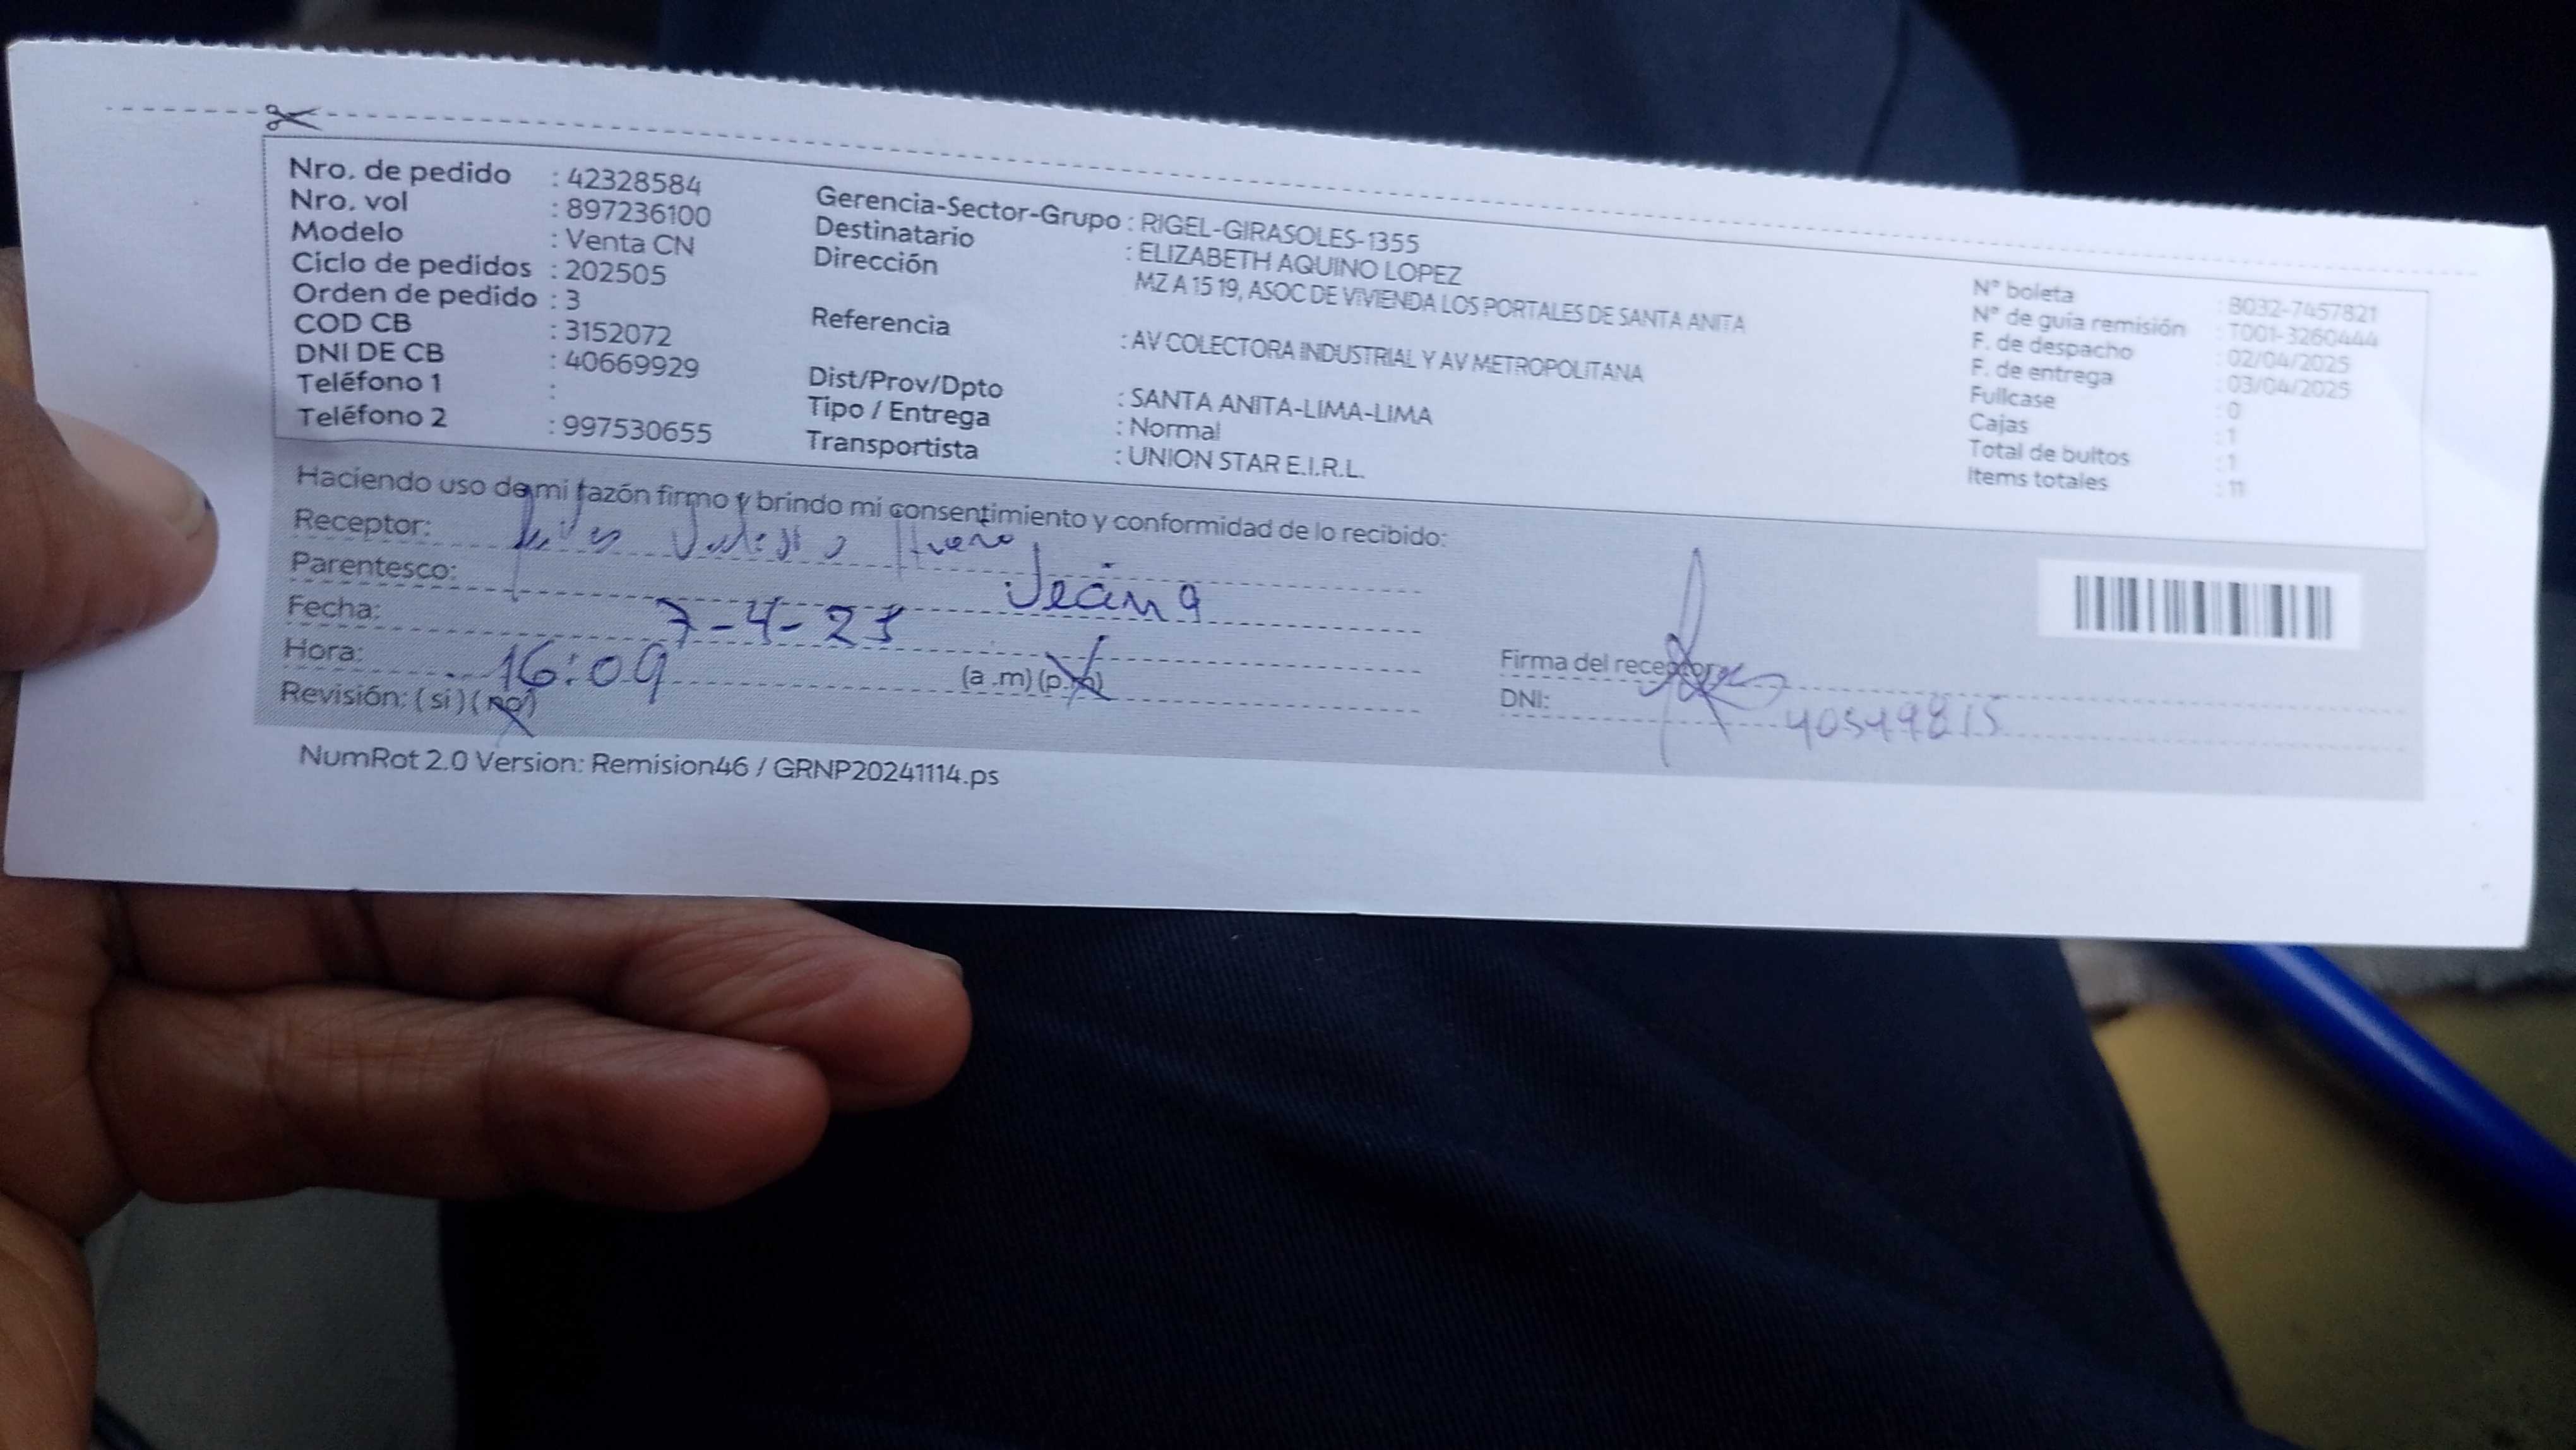 Nro. de pedido : 42328584
Nro. vol : 897236100
Modelo : Venta CN
Ciclo de pedidos : 202505
Orden de pedido : 3
COD CB : 3152072
DNI DE CB : 40669929
Teléfono 1 :
Teléfono 2 : 997530655
Gerencia-Sector-Grupo : RIGEL-GIRASOLES-1355
Destinatario : ELIZABETH AQUINO LOPEZ
Dirección MZ A 15 19, ASOC DE VIVIENDA LOS PORTALES DE SANTA ANITA
Referencia : AV COLECTORA INDUSTRIAL Y AV METROPOLITANA
Dist/Prov/Dpto : SANTA ANITA-LIMA-LIMA
Tipo / Entrega : Normal
Transportista : UNION STAR E.I.R.L.
N° boleta : B032-7457821
N° de guía remisión : T001-3260444
F. de despacho : 02/04/2025
F. de entrega : 03/04/2025
Fullcase : 0
Cajas : 1
Total de bultos : 1
Items totales : 11
Haciendo uso de mi razón firmo y brindo mi consentimiento y conformidad de lo recibido:
Receptor:
Parentesco:
Fecha: 7-4-25
Hora: 16:09 (a .m) (p.m)
Revisión: ( si ) ( no )
Firma del receptor:
DNI: 40549815
NumRot 2.0 Version: Remision46 / GRNP20241114.ps